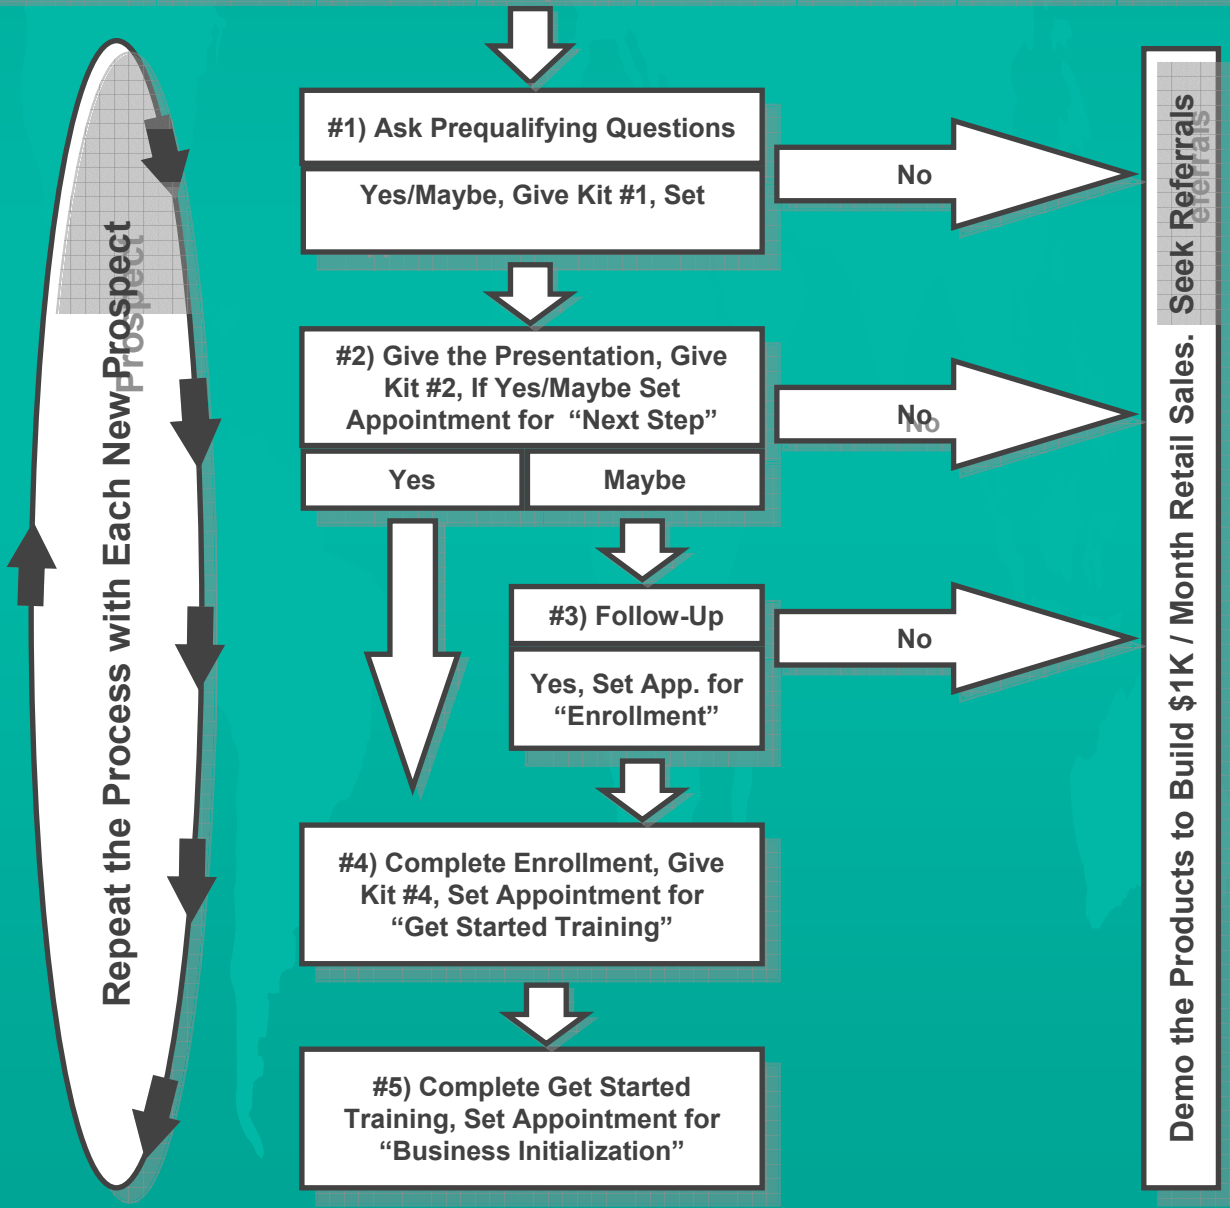 #1) Ask Prequalifying Questions
Yes/Maybe, Give Kit #1, Set
No
#2) Give the Presentation, Give
Kit #2, If Yes/Maybe Set
Appointment for “Next Step”
No
Yes
Maybe
#3) Follow-Up
Yes, Set App. for
“Enrollment”
No
#4) Complete Enrollment, Give
Kit #4, Set Appointment for
“Get Started Training”
#5) Complete Get Started
Training, Set Appointment for
“Business Initialization”
Repeat the Process with Each New Prospect
Demo the Products to Build $1K / Month Retail Sales. Seek Referrals